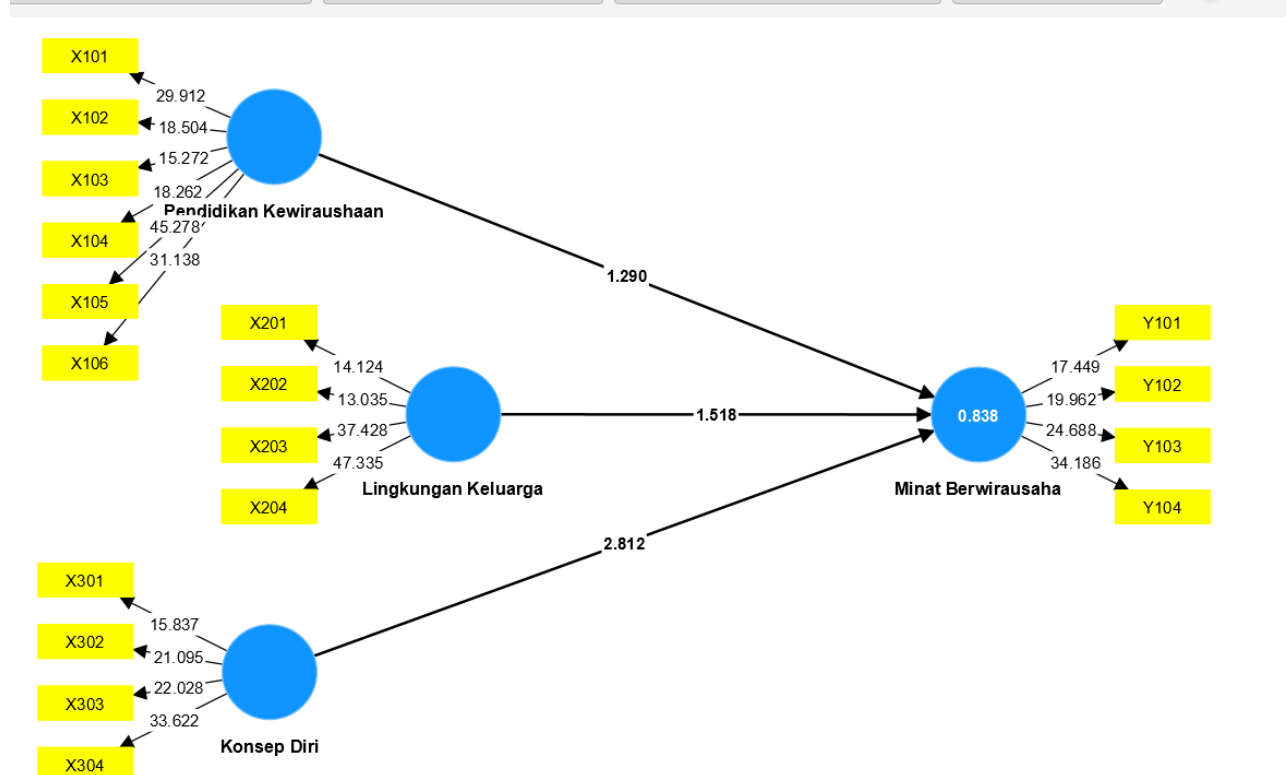 X101
29.912
X102
18.504
15.272
X103
18.262
Pendidikan Kewiraushaan
45.278
X104
31.138
X105
X106
1.290
X201
14.124
X202
13.035
37.428
X203
47.335
X204
Lingkungan Keluarga
1.518
0.838
Minat Berwirausaha
Y101
17.449
Y102
19.962
24.688
Y103
34.186
Y104
2.812
X301
15.837
X302
21.095
22.028
X303
33.622
X304
Konsep Diri